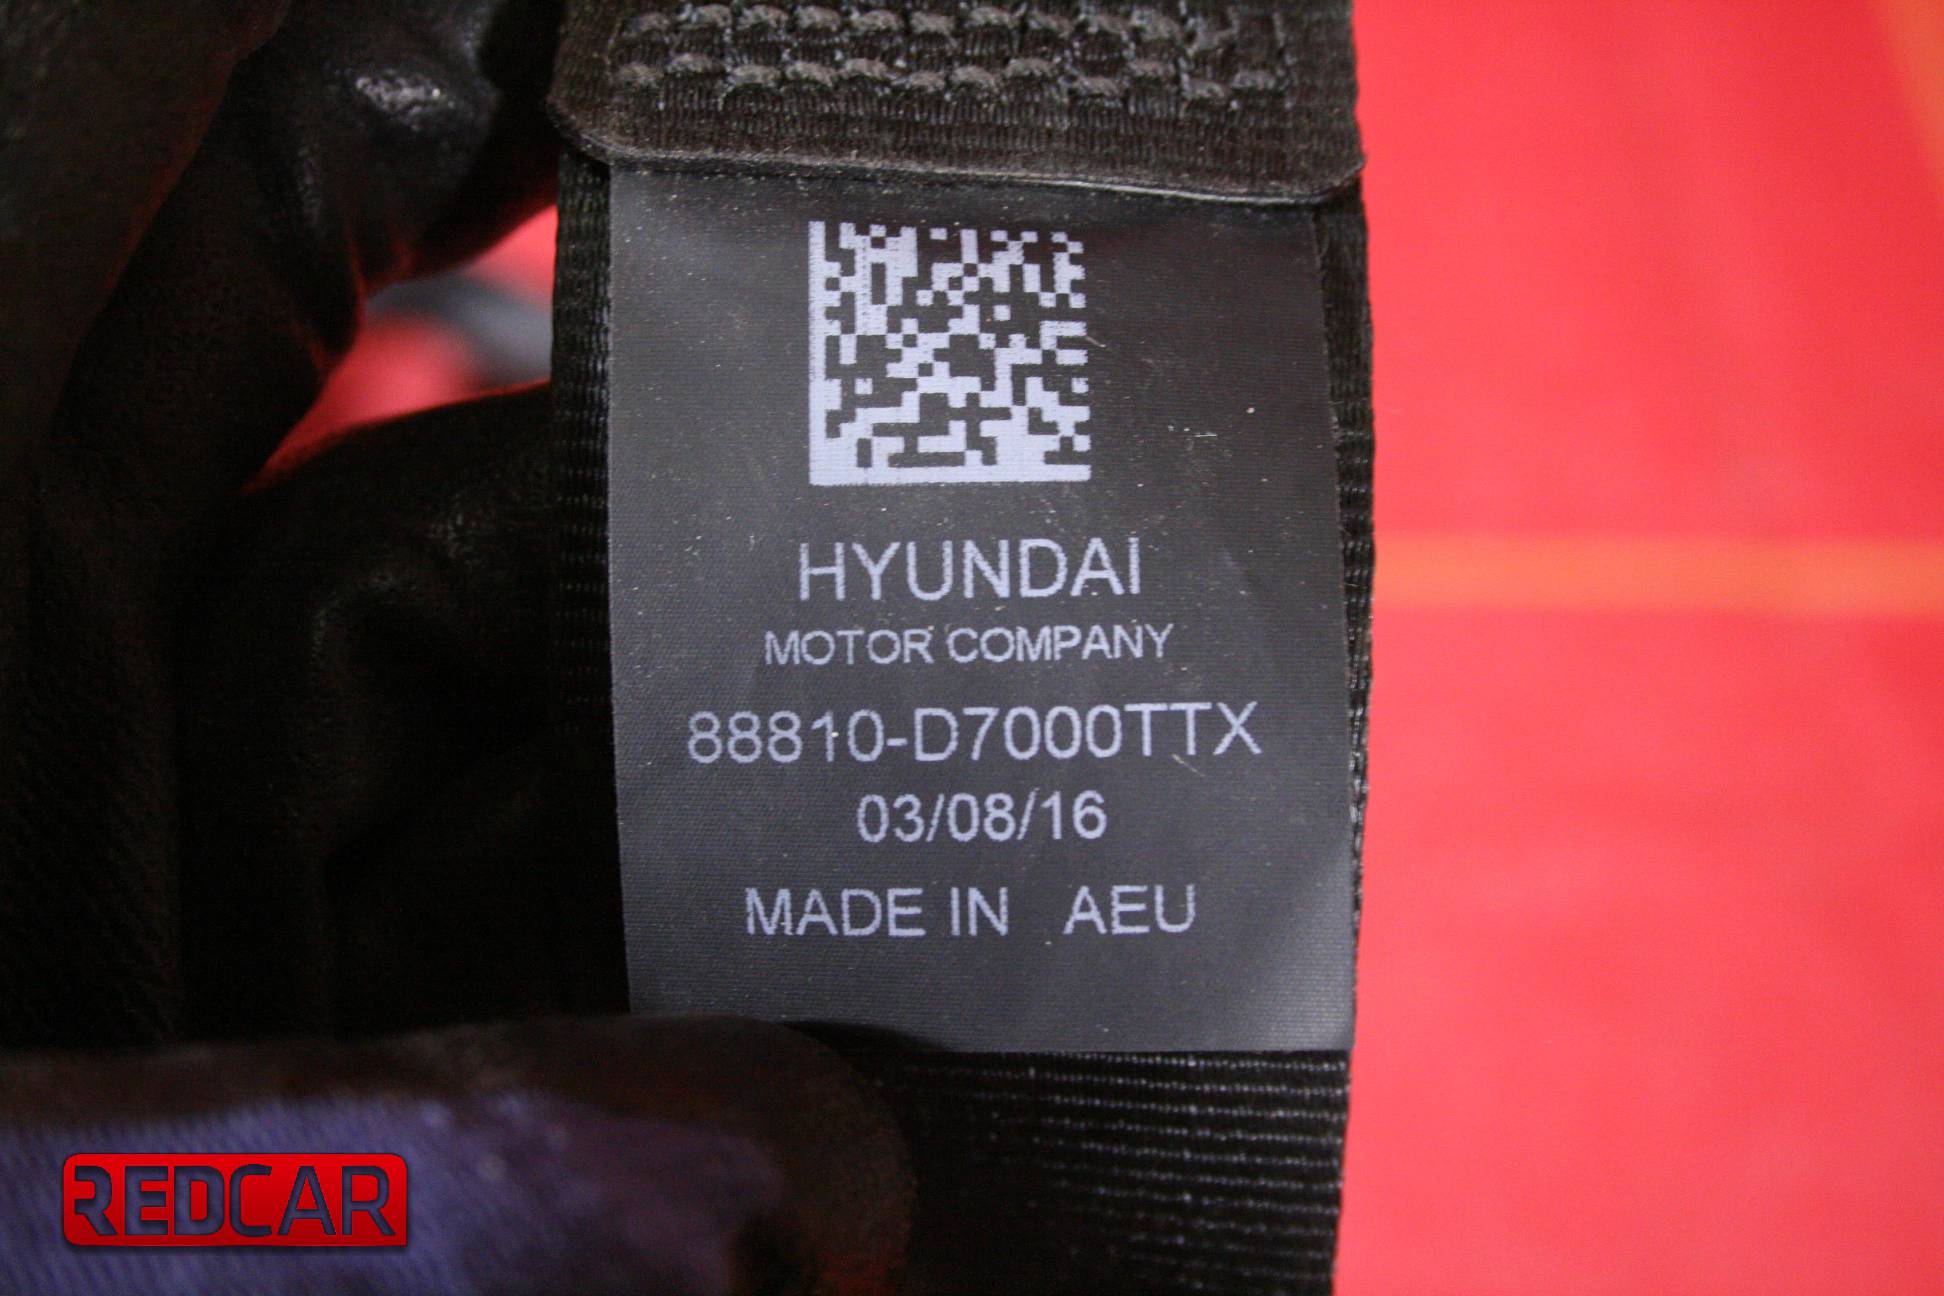 HYUNDAI
MOTOR COMPANY
88810-D7000TTX
03/08/16
MADE IN AEU
REDCAR